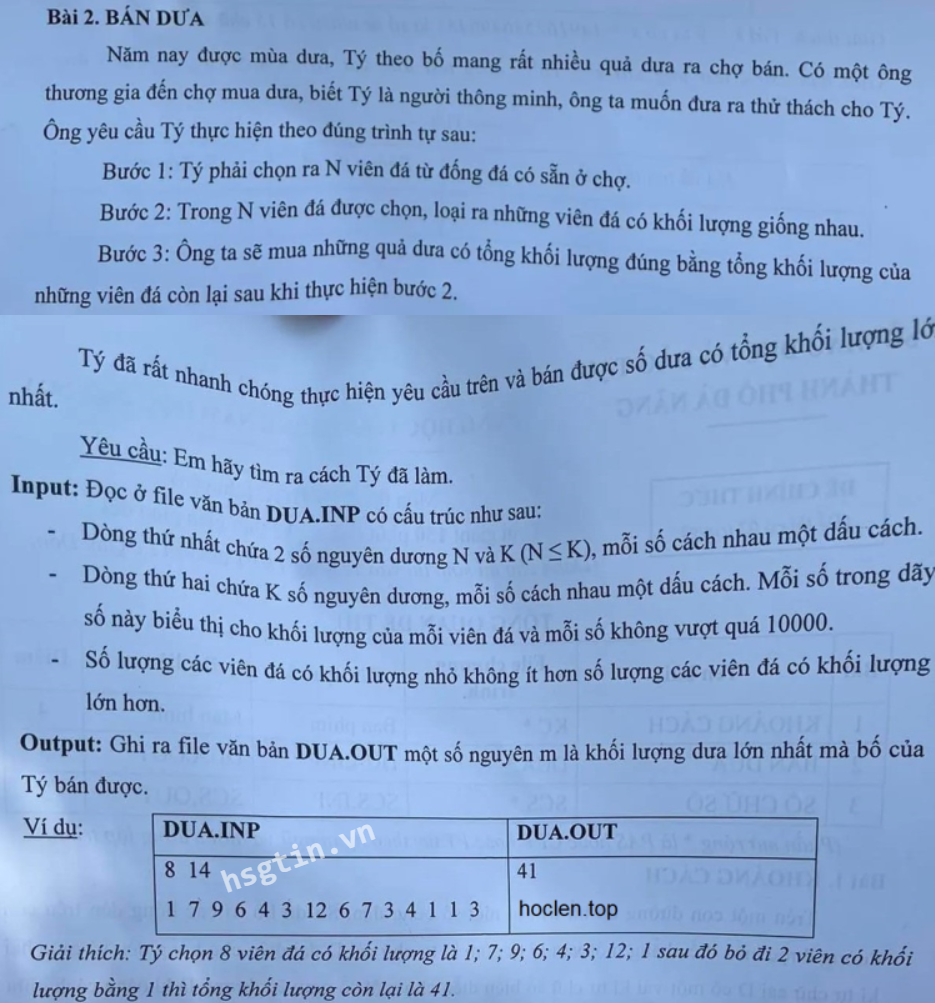 Bài 2. BÁN DƯA
Năm nay được mùa dưa, Tý theo bố mang rất nhiều quả dưa ra chợ bán. Có một ông
thương gia đến chợ mua dưa, biết Tý là người thông minh, ông ta muốn đưa ra thử thách cho Tý.
Ông yêu cầu Tý thực hiện theo đúng trình tự sau:
Bước 1: Tý phải chọn ra N viên đá từ đống đá có sẵn ở chợ.
Bước 2: Trong N viên đá được chọn, loại ra những viên đá có khối lượng giống nhau.
Bước 3: Ông ta sẽ mua những quả dưa có tổng khối lượng đúng bằng tổng khối lượng của
những viên đá còn lại sau khi thực hiện bước 2.
Tý đã rất nhanh chóng thực hiện yêu cầu trên và bán được số dưa có tổng khối lượng lớ
nhất.
Yêu cầu: Em hãy tìm ra cách Tý đã làm.
Input: Đọc ở file văn bản DUA.INP có cấu trúc như sau:
- Dòng thứ nhất chứa 2 số nguyên dương N và K (N ≤ K), mỗi số cách nhau một dấu cách.
- Dòng thứ hai chứa K số nguyên dương, mỗi số cách nhau một dấu cách. Mỗi số trong dãy
số này biểu thị cho khối lượng của mỗi viên đá và mỗi số không vượt quá 10000.
- Số lượng các viên đá có khối lượng nhỏ không ít hơn số lượng các viên đá có khối lượng
lớn hơn.
Output: Ghi ra file văn bản DUA.OUT một số nguyên m là khối lượng dưa lớn nhất mà bố của
Tý bán được.
Ví dụ:
DUA.INP DUA.OUT
8 14 41
1 7 9 6 4 3 12 6 7 3 4 1 1 3 hoclen.top
hsgtin.vn
Giải thích: Tý chọn 8 viên đá có khối lượng là 1; 7; 9; 6; 4; 3; 12; 1 sau đó bỏ đi 2 viên có khối
lượng bằng 1 thì tổng khối lượng còn lại là 41.